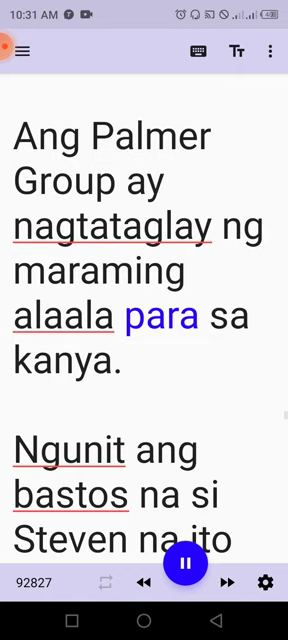 10:31 AM
Ang Palmer
Group ay
nagtataglay ng
maraming
alaala para sa
kanya.
Ngunit ang
bastos na si
Steven na ito
92827